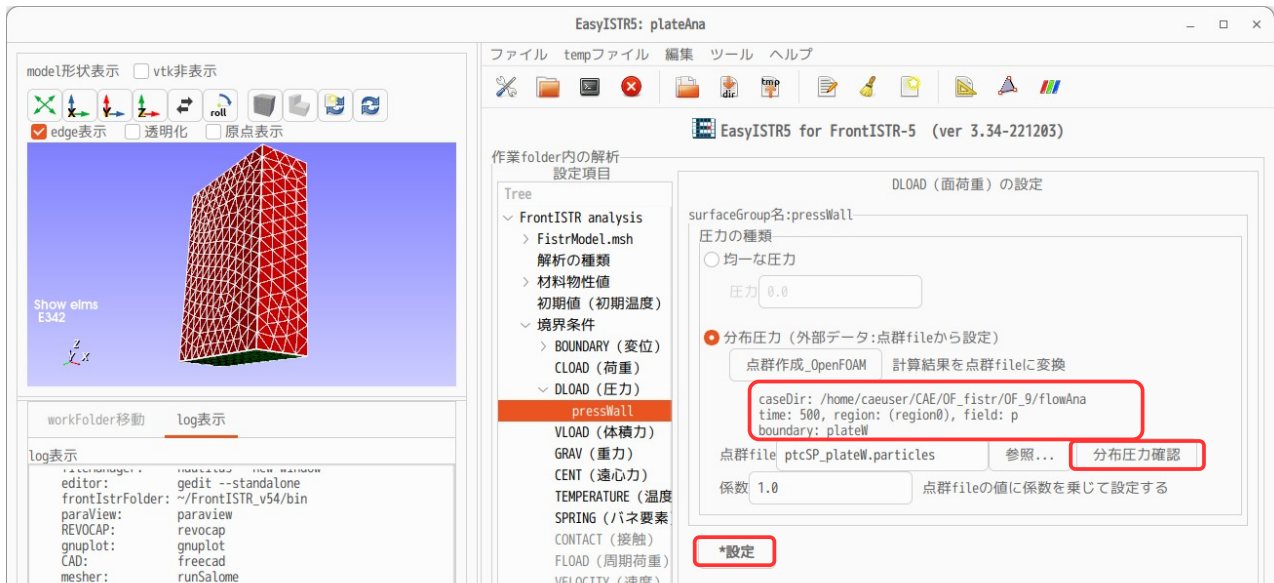 EasyISTR5: plateAna
model形状表示 vtk非表示
roll
edge表示 透明化 原点表示
Show elms
E342
Z
Y X
workFolder移動 log表示
log表示
editor: gedit --standalone
frontIstrFolder: ~/FrontISTR_v54/bin
paraView: paraview
REVOCAP: revocap
gnuplot: gnuplot
CAD: freecad
mesher: runSalome
ファイル tempファイル 編集 ツール ヘルプ
dir tmp
EasyISTR5 for FrontISTR-5 (ver 3.34-221203)
作業folder内の解析
設定項目
Tree
FrontISTR analysis
FistrModel.msh
解析の種類
材料物性値
初期値(初期温度)
境界条件
BOUNDARY(変位)
CLOAD(荷重)
DLOAD(圧力)
pressWall
VLOAD(体積力)
GRAV(重力)
CENT(遠心力)
TEMPERATURE(温度
SPRING(バネ要素
CONTACT(接触)
FLOAD(周期荷重)
VELOCITY(速度)
DLOAD(面荷重)の設定
surfaceGroup名:pressWall
圧力の種類
均一な圧力
圧力 0.0
分布圧力(外部データ:点群fileから設定)
点群作成_OpenFOAM 計算結果を点群fileに変換
caseDir: /home/caeuser/CAE/OF_fistr/OF_9/flowAna
time: 500, region: (region0), field: p
boundary: plateW
点群file ptcSP_plateW.particles 参照... 分布圧力確認
係数 1.0 点群fileの値に係数を乗じて設定する
*設定